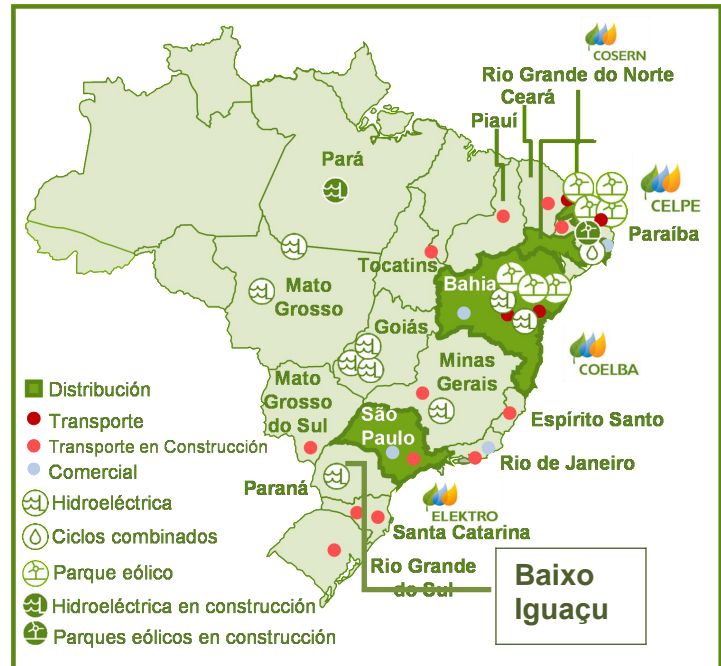 COSERN
Rio Grande do Norte
Ceará
Piauí
Pará
CELPE
Paraíba
Tocatins
Mato
Grosso
Bahia
Goiás
COELBA
Minas
Gerais
Mato
Grosso
do Sul
São
Paulo
Espírito Santo
Rio de Janeiro
Paraná
ELEKTRO
Santa Catarina
Rio Grande
do Sul
Baixo
Iguaçu
Distribución
Transporte
Transporte en Construcción
Comercial
Hidroeléctrica
Ciclos combinados
Parque eólico
Hidroeléctrica en construcción
Parques eólicos en construcción